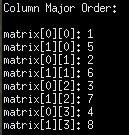 Column Major Order:
matrix[0][0]: 1
matrix[1][0]: 5
matrix[0][1]: 2
matrix[1][1]: 6
matrix[0][2]: 3
matrix[1][2]: 7
matrix[0][3]: 4
matrix[1][3]: 8